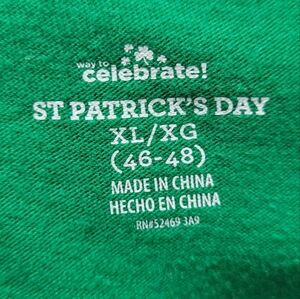 way to
celebrate!
ST PATRICK'S DAY
XL/XG
(46-48)
MADE IN CHINA
HECHO EN CHINA
RN#52469 3A9